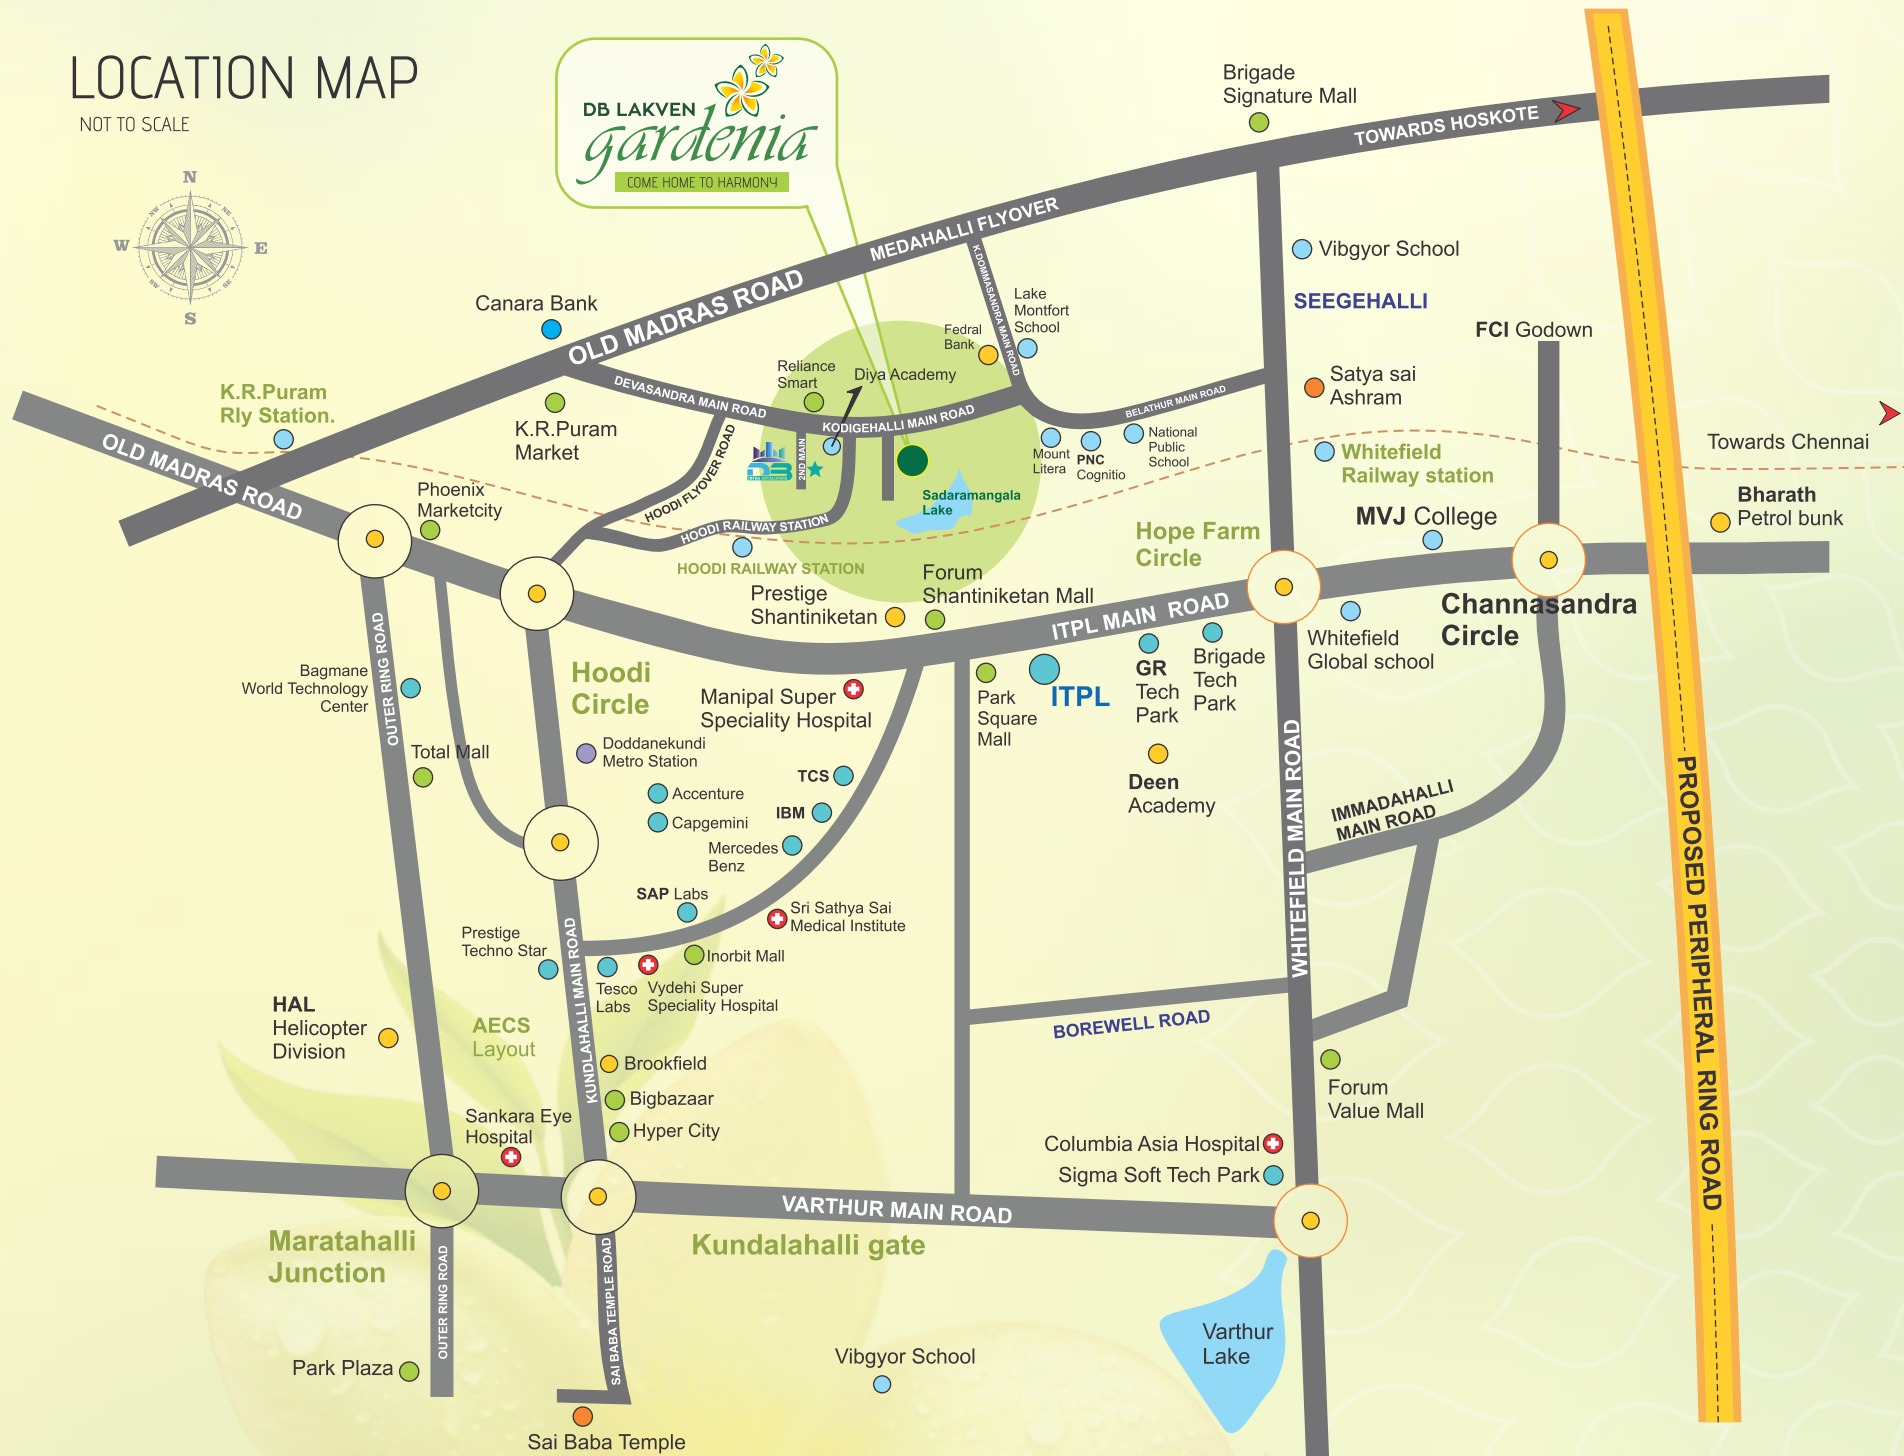 LOCATION MAP
NOT TO SCALE
N
W
E
S
NW
NE
SW
SE
DB LAKVEN
gardenia
COME HOME TO HARMONY
Brigade
Signature Mall
TOWARDS HOSKOTE
MEDAHALLI FLYOVER
OLD MADRAS ROAD
Canara Bank
K.R.Puram
Rly Station.
OLD MADRAS ROAD
K.R.Puram
Market
Phoenix
Marketcity
DEVASANDRA MAIN ROAD
Reliance
Smart
Diya Academy
Fedral
Bank
Lake
Montfort
School
K.DOMMASANDRA MAIN ROAD
KODIGEHALLI MAIN ROAD
BELATHUR MAIN ROAD
2ND MAIN
DB
HOODI FLYOVER ROAD
HOODI RAILWAY STATION
HOODI RAILWAY STATION
Sadaramangala
Lake
Mount
Litera
PNC
Cognitio
National
Public
School
Vibgyor School
SEEGEHALLI
FCI Godown
Satya sai
Ashram
Whitefield
Railway station
Towards Chennai
Bharath
Petrol bunk
MVJ College
Hope Farm
Circle
Channasandra
Circle
Whitefield
Global school
Prestige
Shantiniketan
Forum
Shantiniketan Mall
ITPL MAIN ROAD
Park
Square
Mall
ITPL
GR
Tech
Park
Brigade
Tech
Park
Deen
Academy
OUTER RING ROAD
Bagmane
World Technology
Center
Total Mall
Hoodi
Circle
Doddanekundi
Metro Station
Manipal Super
Speciality Hospital
Accenture
Capgemini
TCS
IBM
Mercedes
Benz
SAP Labs
Sri Sathya Sai
Medical Institute
Inorbit Mall
Prestige
Techno Star
Tesco
Labs
Vydehi Super
Speciality Hospital
KUNDLAHALLI MAIN ROAD
HAL
Helicopter
Division
AECS
Layout
Brookfield
Bigbazaar
Hyper City
Sankara Eye
Hospital
WHITEFIELD MAIN ROAD
IMMADAHALLI
MAIN ROAD
BOREWELL ROAD
Forum
Value Mall
Columbia Asia Hospital
Sigma Soft Tech Park
PROPOSED PERIPHERAL RING ROAD
VARTHUR MAIN ROAD
Maratahalli
Junction
Kundalahalli gate
OUTER RING ROAD
SAI BABA TEMPLE ROAD
Park Plaza
Sai Baba Temple
Vibgyor School
Varthur
Lake